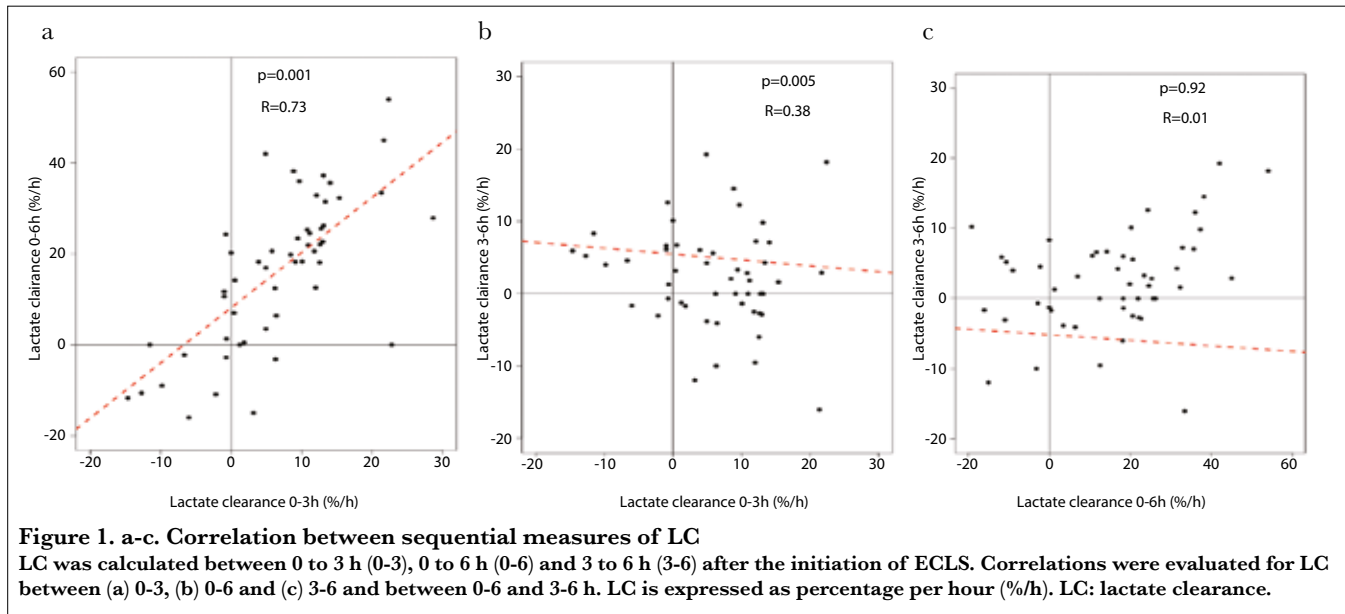 a
60
40
20
0
-20
-20
-10
0
10
20
30
p=0.001
R=0.73
Lactate clairance 0-6h (%/h)
Lactate clearance 0-3h (%/h)
b
30
20
10
0
-10
-20
-20
-10
0
10
20
30
p=0.005
R=0.38
Lactate clairance 3-6h (%/h)
Lactate clearance 0-3h (%/h)
c
30
20
10
0
-10
-20
-20
0
20
40
60
p=0.92
R=0.01
Lactate clairance 3-6h (%/h)
Lactate clearance 0-6h (%/h)
Figure 1. a-c. Correlation between sequential measures of LC
LC was calculated between 0 to 3 h (0-3), 0 to 6 h (0-6) and 3 to 6 h (3-6) after the initiation of ECLS. Correlations were evaluated for LC
between (a) 0-3, (b) 0-6 and (c) 3-6 and between 0-6 and 3-6 h. LC is expressed as percentage per hour (%/h). LC: lactate clearance.